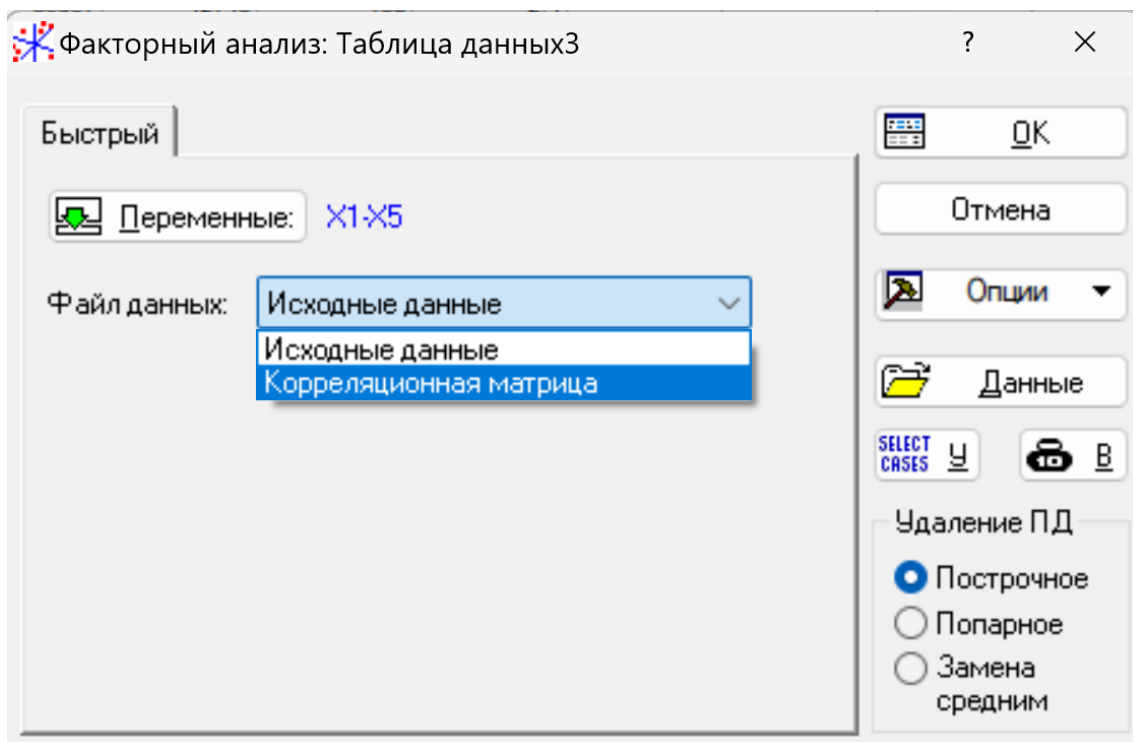 Факторный анализ: Таблица данных3 ?
Быстрый
OK
Переменные: X1-X5
Отмена
Файл данных: Исходные данные
Опции
Исходные данные
Корреляционная матрица
Данные
SELECT CASES У В
Удаление ПД
Построчное
Попарное
Замена
средним